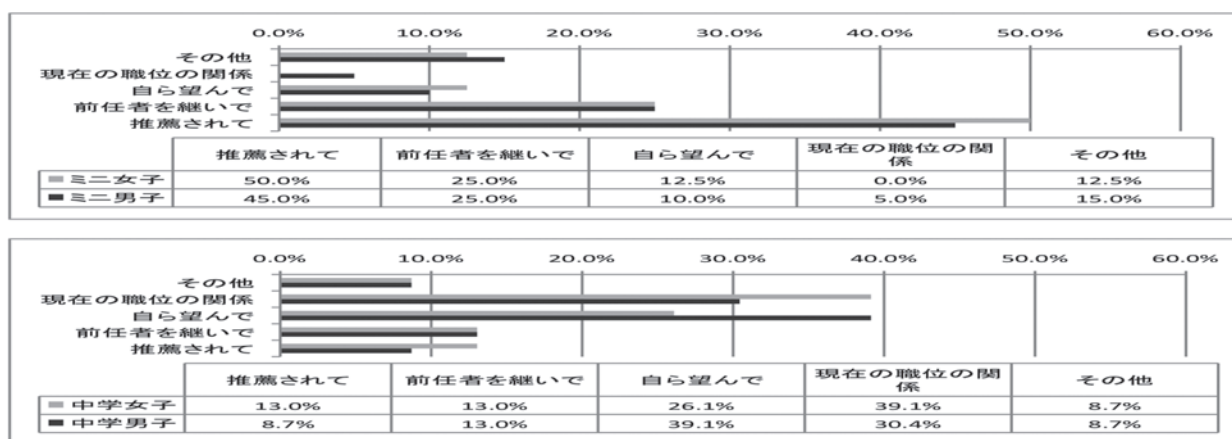 0.0% 10.0% 20.0% 30.0% 40.0% 50.0% 60.0%
その他
現在の職位の関係
自ら望んで
前任者を継いで
推薦されて
推薦されて 前任者を継いで 自ら望んで 現在の職位の関係 その他
ミニ女子 50.0% 25.0% 12.5% 0.0% 12.5%
ミニ男子 45.0% 25.0% 10.0% 5.0% 15.0%
0.0% 10.0% 20.0% 30.0% 40.0% 50.0% 60.0%
その他
現在の職位の関係
自ら望んで
前任者を継いで
推薦されて
推薦されて 前任者を継いで 自ら望んで 現在の職位の関係 その他
中学女子 13.0% 13.0% 26.1% 39.1% 8.7%
中学男子 8.7% 13.0% 39.1% 30.4% 8.7%